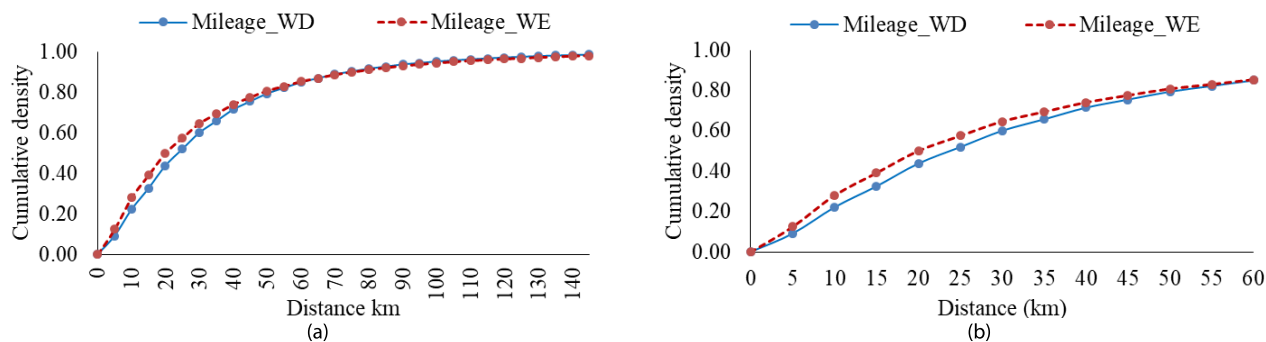 Mileage_WD Mileage_WE
1.00
0.80
0.60
0.40
0.20
0.00
Cumulative density
0 10 20 30 40 50 60 70 80 90 100 110 120 130 140
Distance km
(a)
Mileage_WD Mileage_WE
1.00
0.80
0.60
0.40
0.20
0.00
Cumulative density
0 5 10 15 20 25 30 35 40 45 50 55 60
Distance (km)
(b)